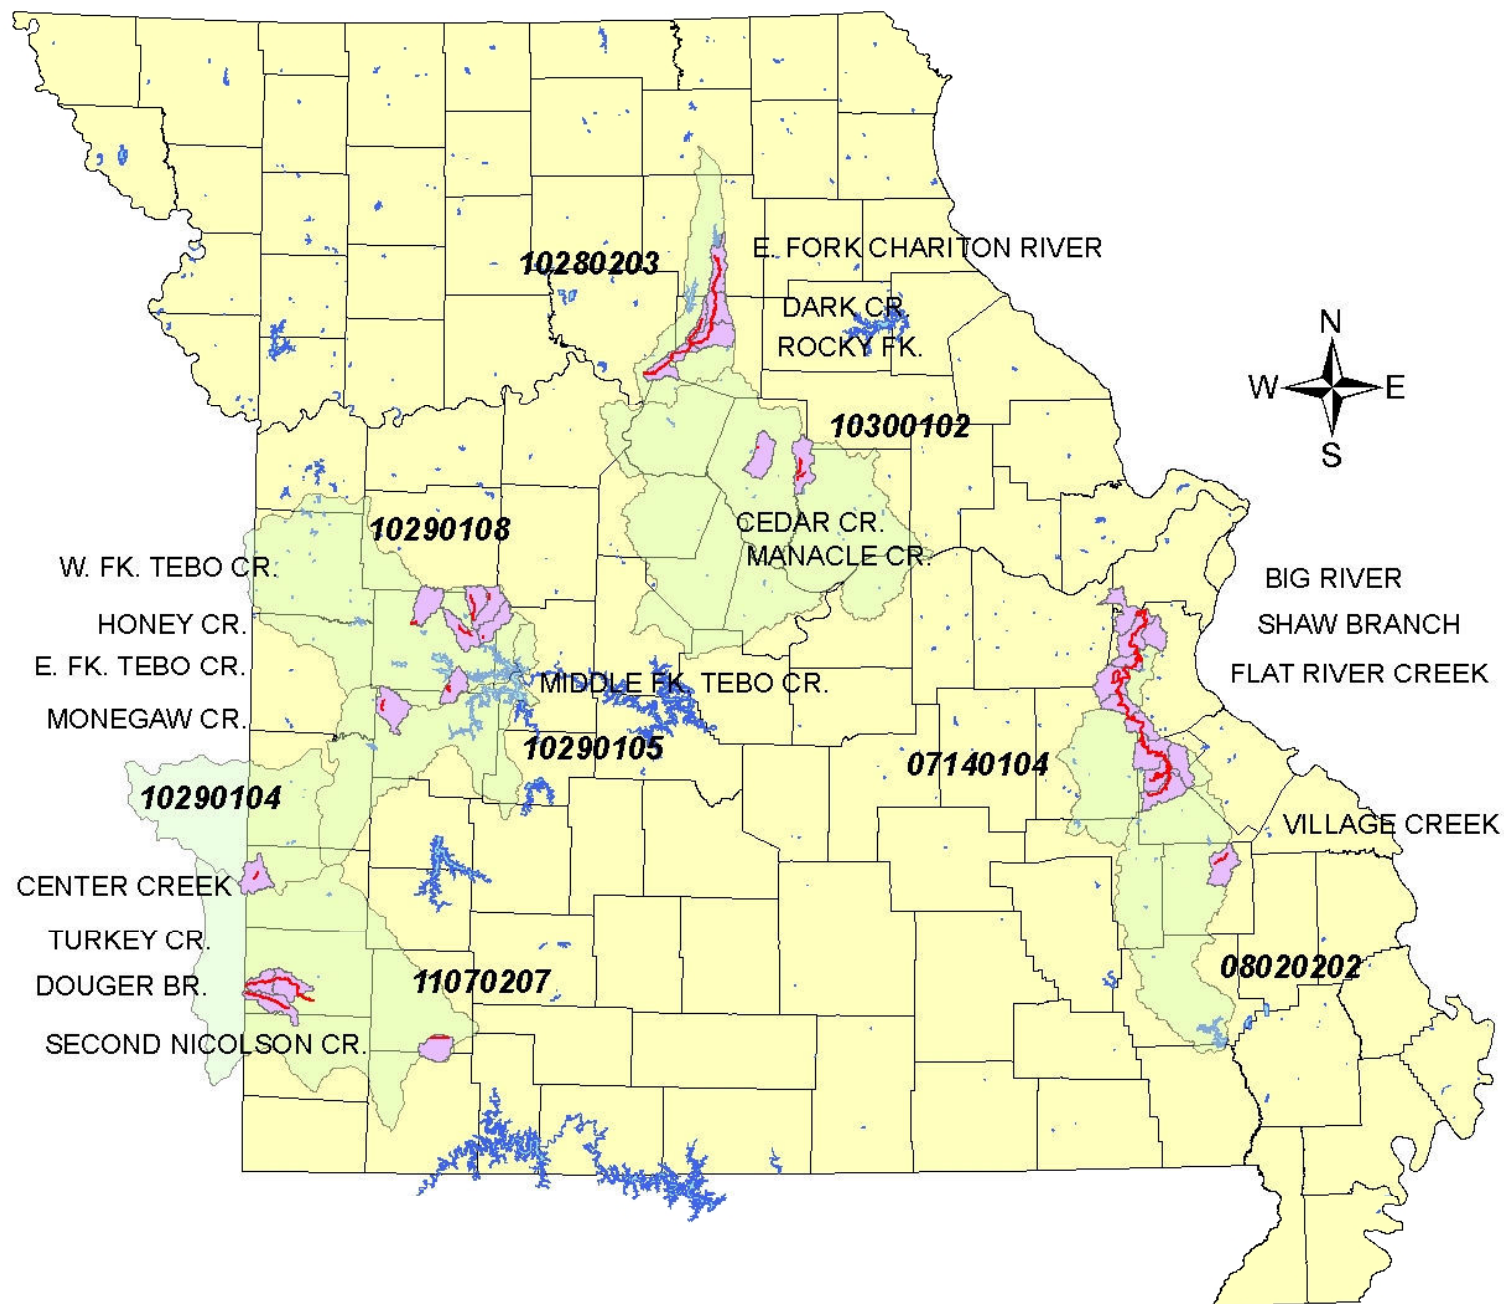 10280203
E. FORK CHARITON RIVER
DARK CR.
ROCKY FK.
N
W
E
S
10300102
10290108
CEDAR CR.
MANACLE CR.
W. FK. TEBO CR.
HONEY CR.
E. FK. TEBO CR.
MONEGAW CR.
MIDDLE FK. TEBO CR.
BIG RIVER
SHAW BRANCH
FLAT RIVER CREEK
10290105
07140104
10290104
VILLAGE CREEK
CENTER CREEK
TURKEY CR.
DOUGER BR.
SECOND NICOLSON CR.
11070207
08020202